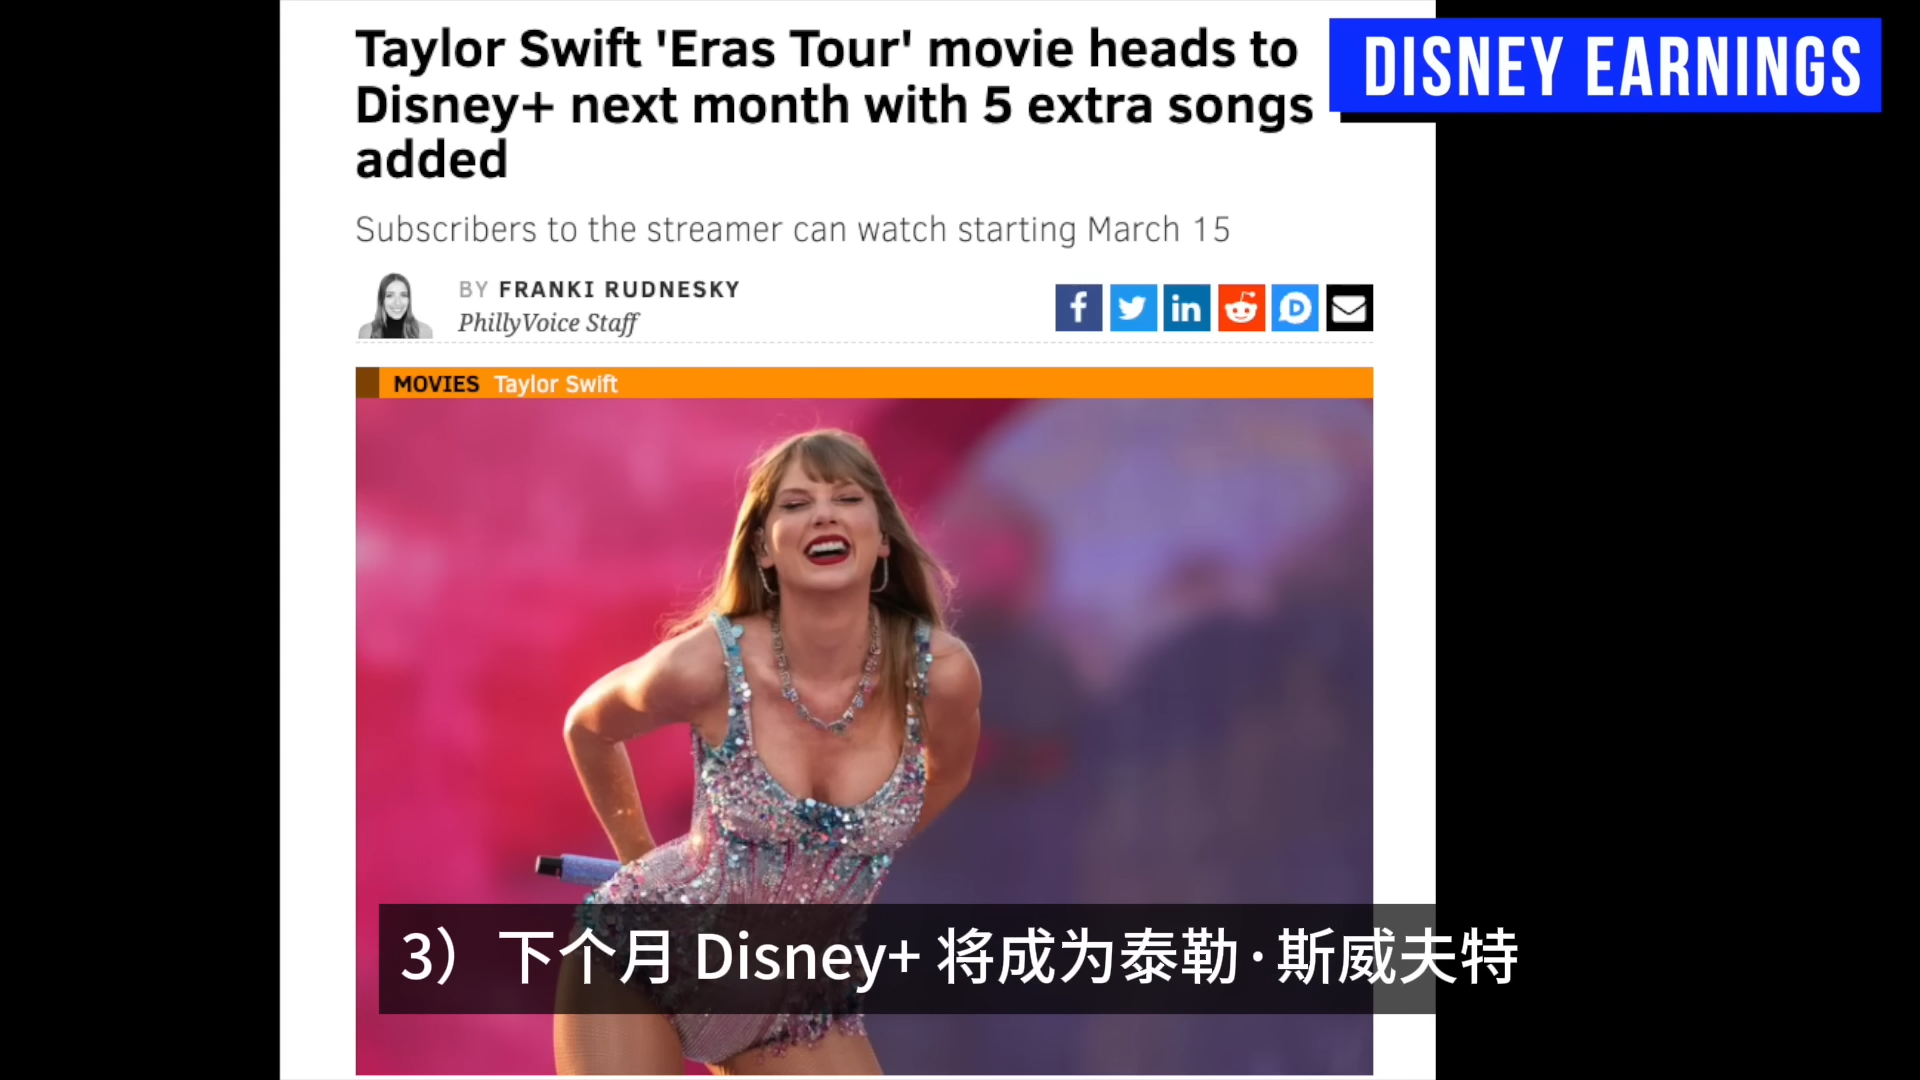 Taylor Swift 'Eras Tour' movie heads to
Disney+ next month with 5 extra songs
added
DISNEY EARNINGS
Subscribers to the streamer can watch starting March 15
BY FRANKI RUDNESKY
PhillyVoice Staff
MOVIES Taylor Swift
3）下个月 Disney+ 将成为泰勒·斯威夫特